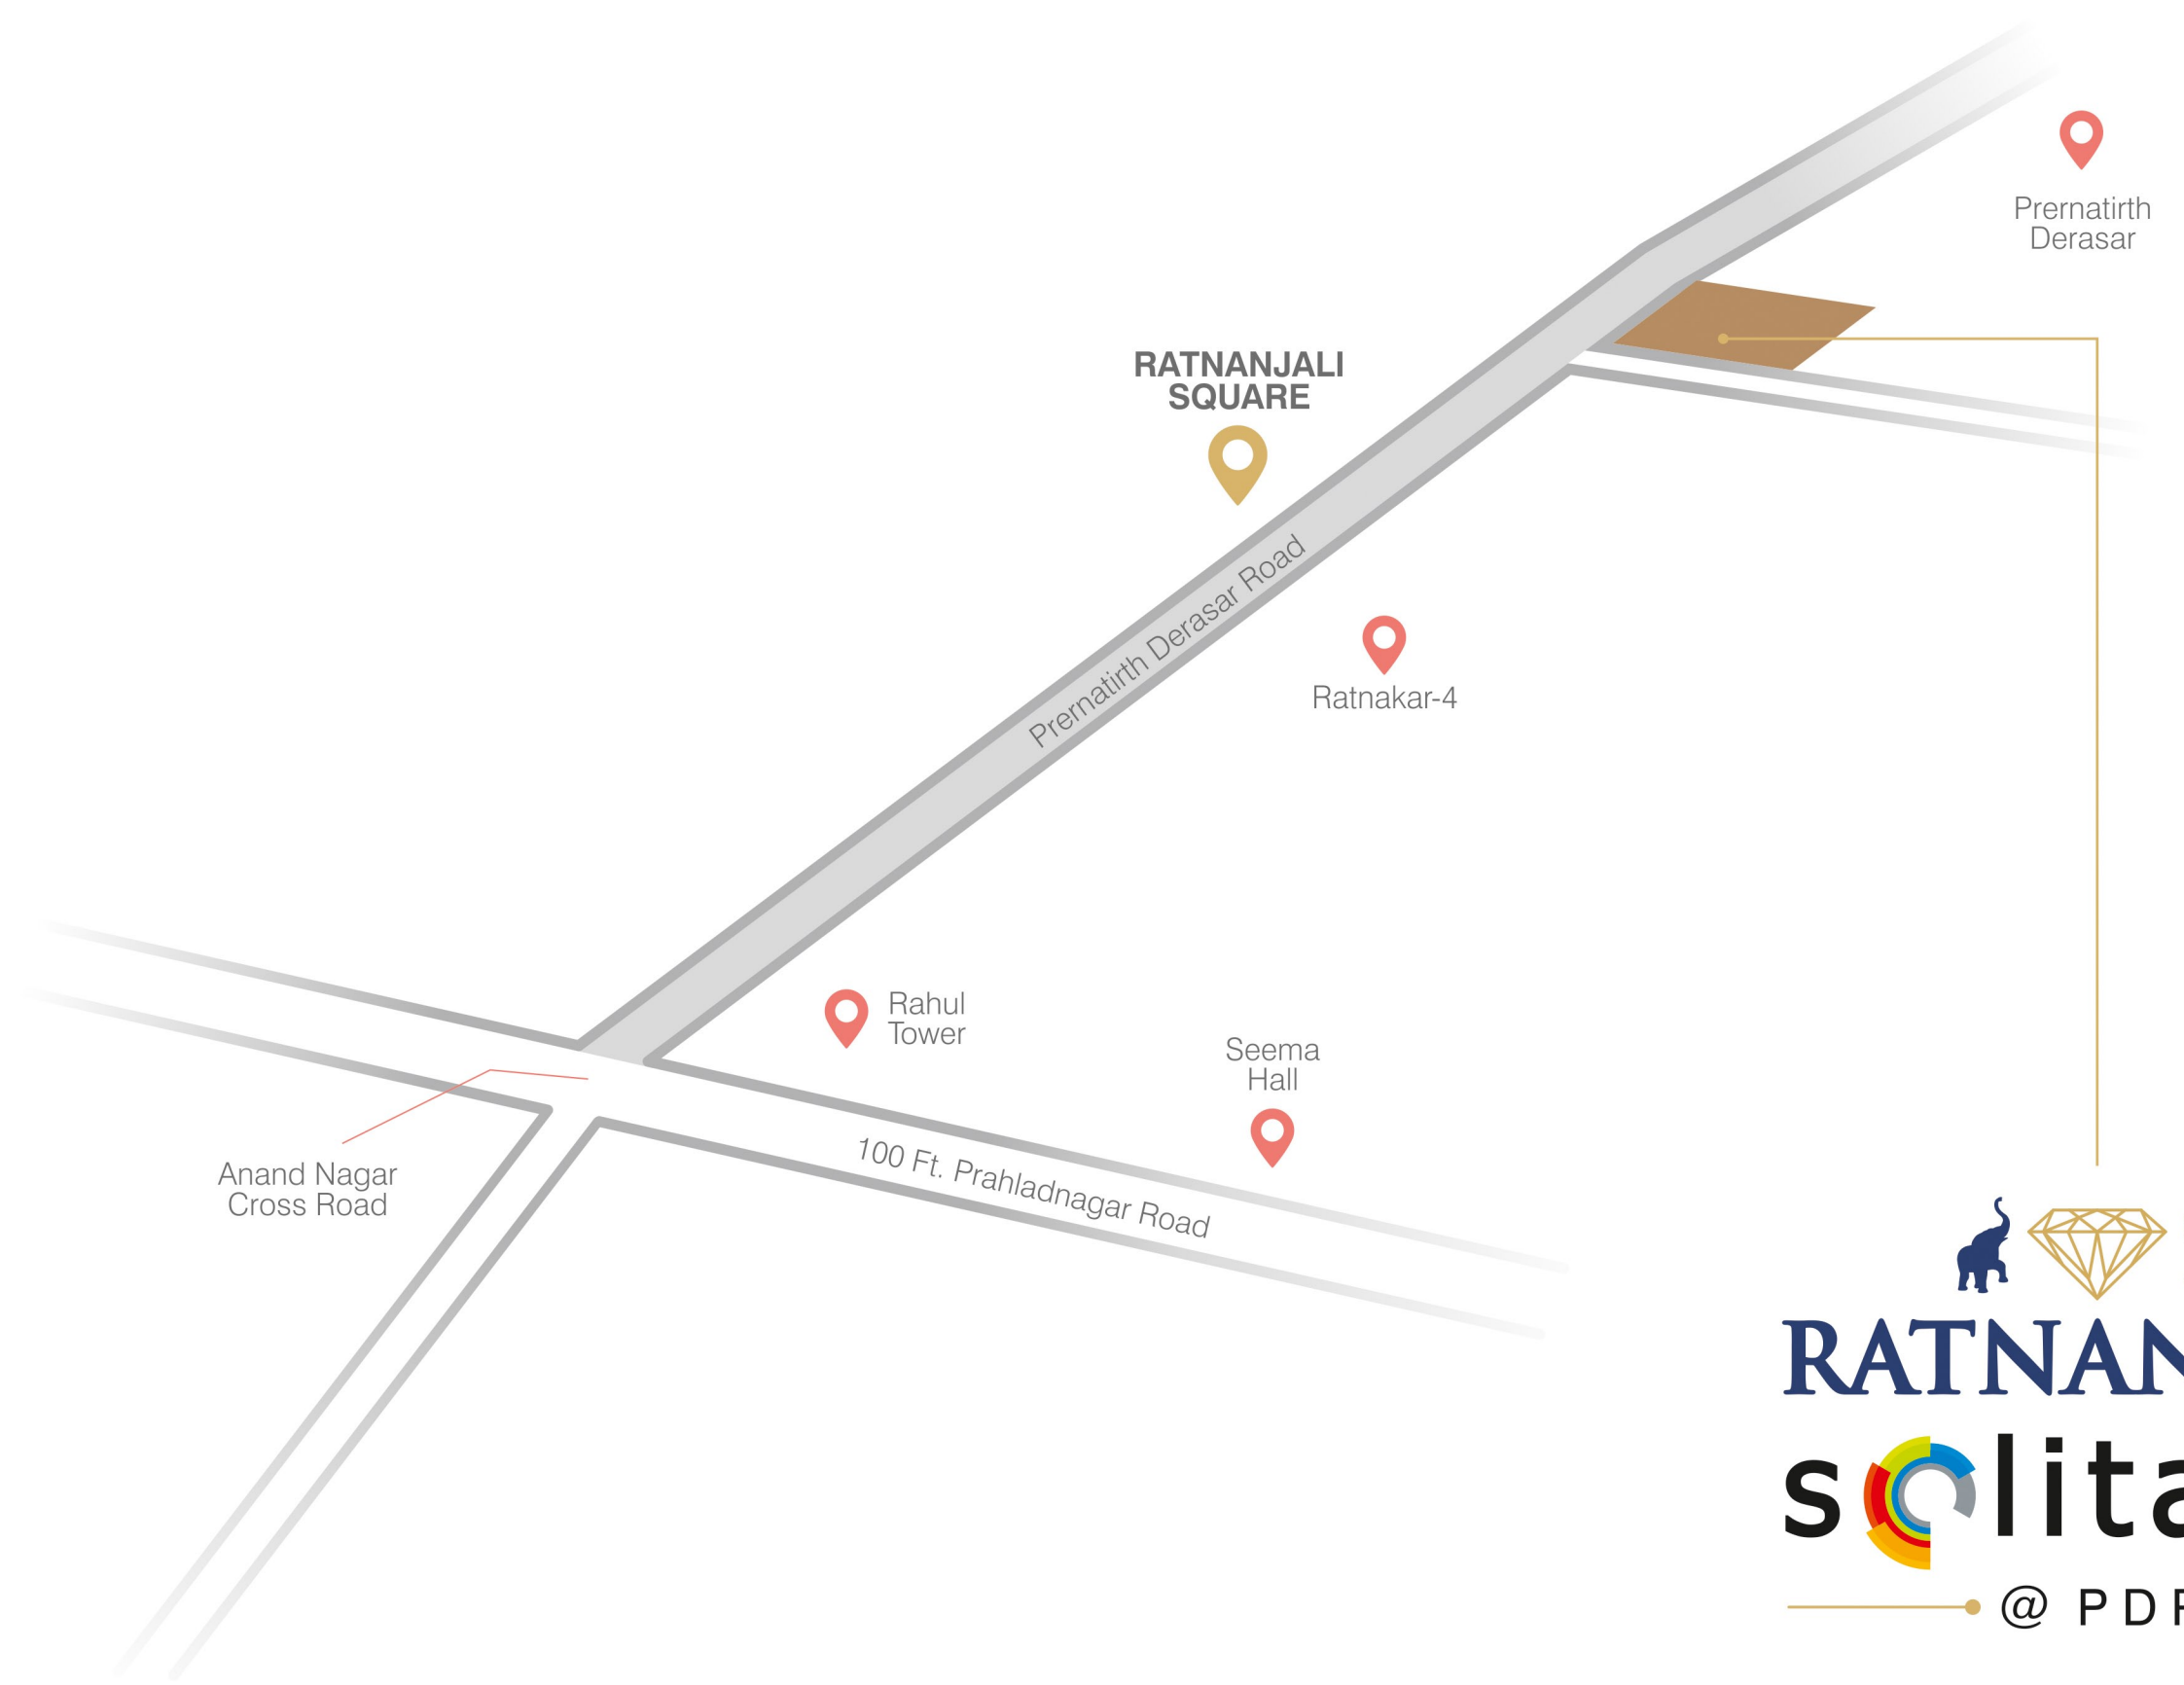 Prernatirth
Derasar
RATNANJALI
SQUARE
Prernatirth Derasar Road
Ratnakar-4
Rahul
Tower
Seema
Hall
100 Ft. Prahladnagar Road
Anand Nagar
Cross Road
RATNAN
solita
@ PD